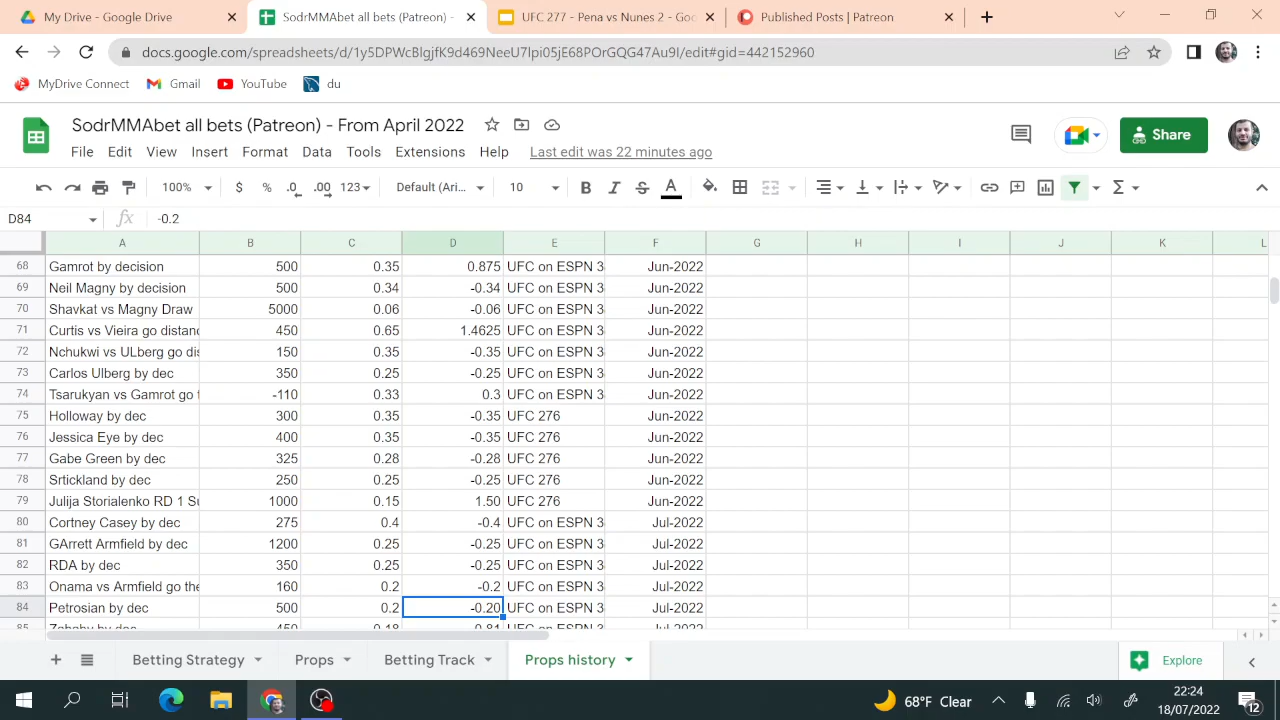 My Drive - Google Drive
SodrMMAbet all bets (Patreon) -
UFC 277 - Pena vs Nunes 2 - Goo
Published Posts | Patreon
docs.google.com/spreadsheets/d/1y5DPWcBlgjfK9d469NeeU7lpi05jE68POrGQG47Au9I/edit#gid=442152960
MyDrive Connect
Gmail
YouTube
du
SodrMMAbet all bets (Patreon) - From April 2022
Share
File Edit View Insert Format Data Tools Extensions Help Last edit was 22 minutes ago
100% $ % .0 .00 123 Default (Ari... 10 B I S A
D84 fx -0.2
A B C D E F G H I J K L
68 Gamrot by decision 500 0.35 0.875 UFC on ESPN 3 Jun-2022
69 Neil Magny by decision 500 0.34 -0.34 UFC on ESPN 3 Jun-2022
70 Shavkat vs Magny Draw 5000 0.06 -0.06 UFC on ESPN 3 Jun-2022
71 Curtis vs Vieira go distanc 450 0.65 1.4625 UFC on ESPN 3 Jun-2022
72 Nchukwi vs ULberg go dis 150 0.35 -0.35 UFC on ESPN 3 Jun-2022
73 Carlos Ulberg by dec 350 0.25 -0.25 UFC on ESPN 3 Jun-2022
74 Tsarukyan vs Gamrot go t -110 0.33 0.3 UFC on ESPN 3 Jun-2022
75 Holloway by dec 300 0.35 -0.35 UFC 276 Jun-2022
76 Jessica Eye by dec 400 0.35 -0.35 UFC 276 Jun-2022
77 Gabe Green by dec 325 0.28 -0.28 UFC 276 Jun-2022
78 Srtickland by dec 250 0.25 -0.25 UFC 276 Jun-2022
79 Julija Storialenko RD 1 Su 1000 0.15 1.50 UFC 276 Jun-2022
80 Cortney Casey by dec 275 0.4 -0.4 UFC on ESPN 3 Jul-2022
81 GArrett Armfield by dec 1200 0.25 -0.25 UFC on ESPN 3 Jul-2022
82 RDA by dec 350 0.25 -0.25 UFC on ESPN 3 Jul-2022
83 Onama vs Armfield go the 160 0.2 -0.2 UFC on ESPN 3 Jul-2022
84 Petrosian by dec 500 0.2 -0.20 UFC on ESPN 3 Jul-2022
85 450 0.18 0.81 UFC on ESPN 3 Jul-2022
Betting Strategy Props Betting Track Props history Explore
68°F Clear
22:24
18/07/2022
12